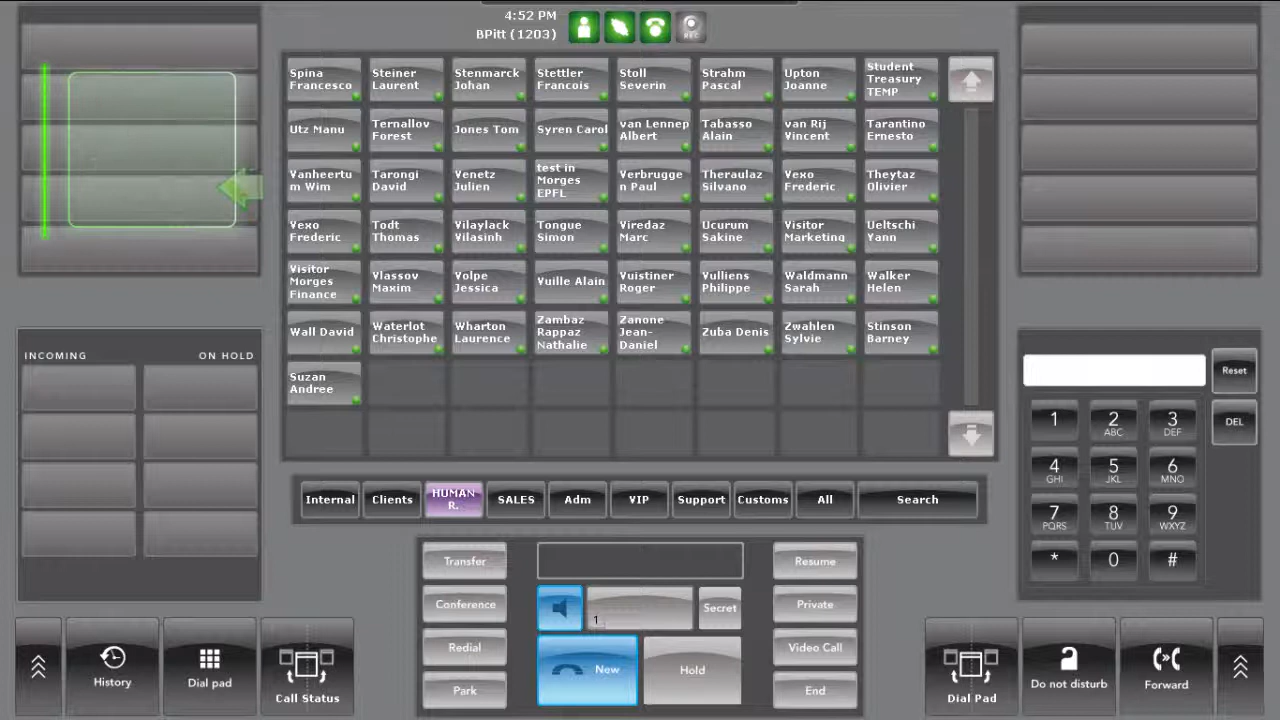 4:52 PM
BPitt (1203)
REC
Spina
Francesco
Steiner
Laurent
Stenmarck
Johan
Stettler
Francois
Stoll
Severin
Strahm
Pascal
Upton
Joanne
Student
Treasury
TEMP
Utz Manu
Ternallov
Forest
Jones Tom
Syren Carol
van Lennep
Albert
Tabasso
Alain
van Rij
Vincent
Tarantino
Ernesto
Vanheertu
m Wim
Tarongi
David
Venetz
Julien
test in
Morges
EPFL
Verbrugge
n Paul
Theraulaz
Silvano
Vexo
Frederic
Theytaz
Olivier
Vexo
Frederic
Todt
Thomas
Vilaylack
Vilasinh
Tongue
Simon
Viredaz
Marc
Ucurum
Sakine
Visitor
Marketing
Ueltschi
Yann
Visitor
Morges
Finance
Vlassov
Maxim
Volpe
Jessica
Vuille Alain
Vuistiner
Roger
Vulliens
Philippe
Waldmann
Sarah
Walker
Helen
Wall David
Waterlot
Christophe
Wharton
Laurence
Zambaz
Rappaz
Nathalie
Zanone
Jean-
Daniel
Zuba Denis
Zwahlen
Sylvie
Stinson
Barney
Suzan
Andree
INCOMING ON HOLD
Internal Clients HUMAN
R. SALES Adm VIP Support Customs All Search
Transfer
Conference
Redial
Park
1
Secret
New
Hold
Resume
Private
Video Call
End
Reset
DEL
1 2 3
ABC DEF
4 5 6
GHI JKL MNO
7 8 9
PQRS TUV WXYZ
* 0 #
History
Dial pad
Call Status
Dial Pad
Do not disturb
Forward